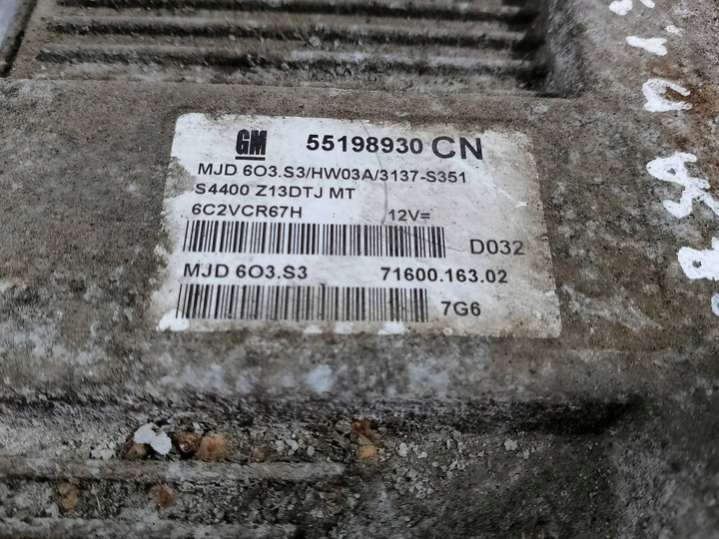 GM 55198930 CN
MJD 6O3.S3/HW03A/3137-S351
S4400 Z13DTJ MT
6C2VCR67H 12V=
D032
MJD 6O3.S3 71600.163.02
7G6